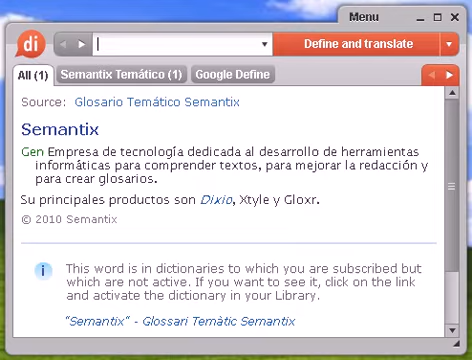 Menu
di
Define and translate
All (1)
Semantix Temático (1)
Google Define
Source: Glosario Temático Semantix
Semantix
Gen Empresa de tecnología dedicada al desarrollo de herramientas
informáticas para comprender textos, para mejorar la redacción y
para crear glosarios.
Su principales productos son Dixio, Xtyle y Gloxr.
© 2010 Semantix
i
This word is in dictionaries to which you are subscribed but
which are not active. If you want to see it, click on the link
and activate the dictionary in your Library.
"Semantix" - Glossari Temàtic Semantix